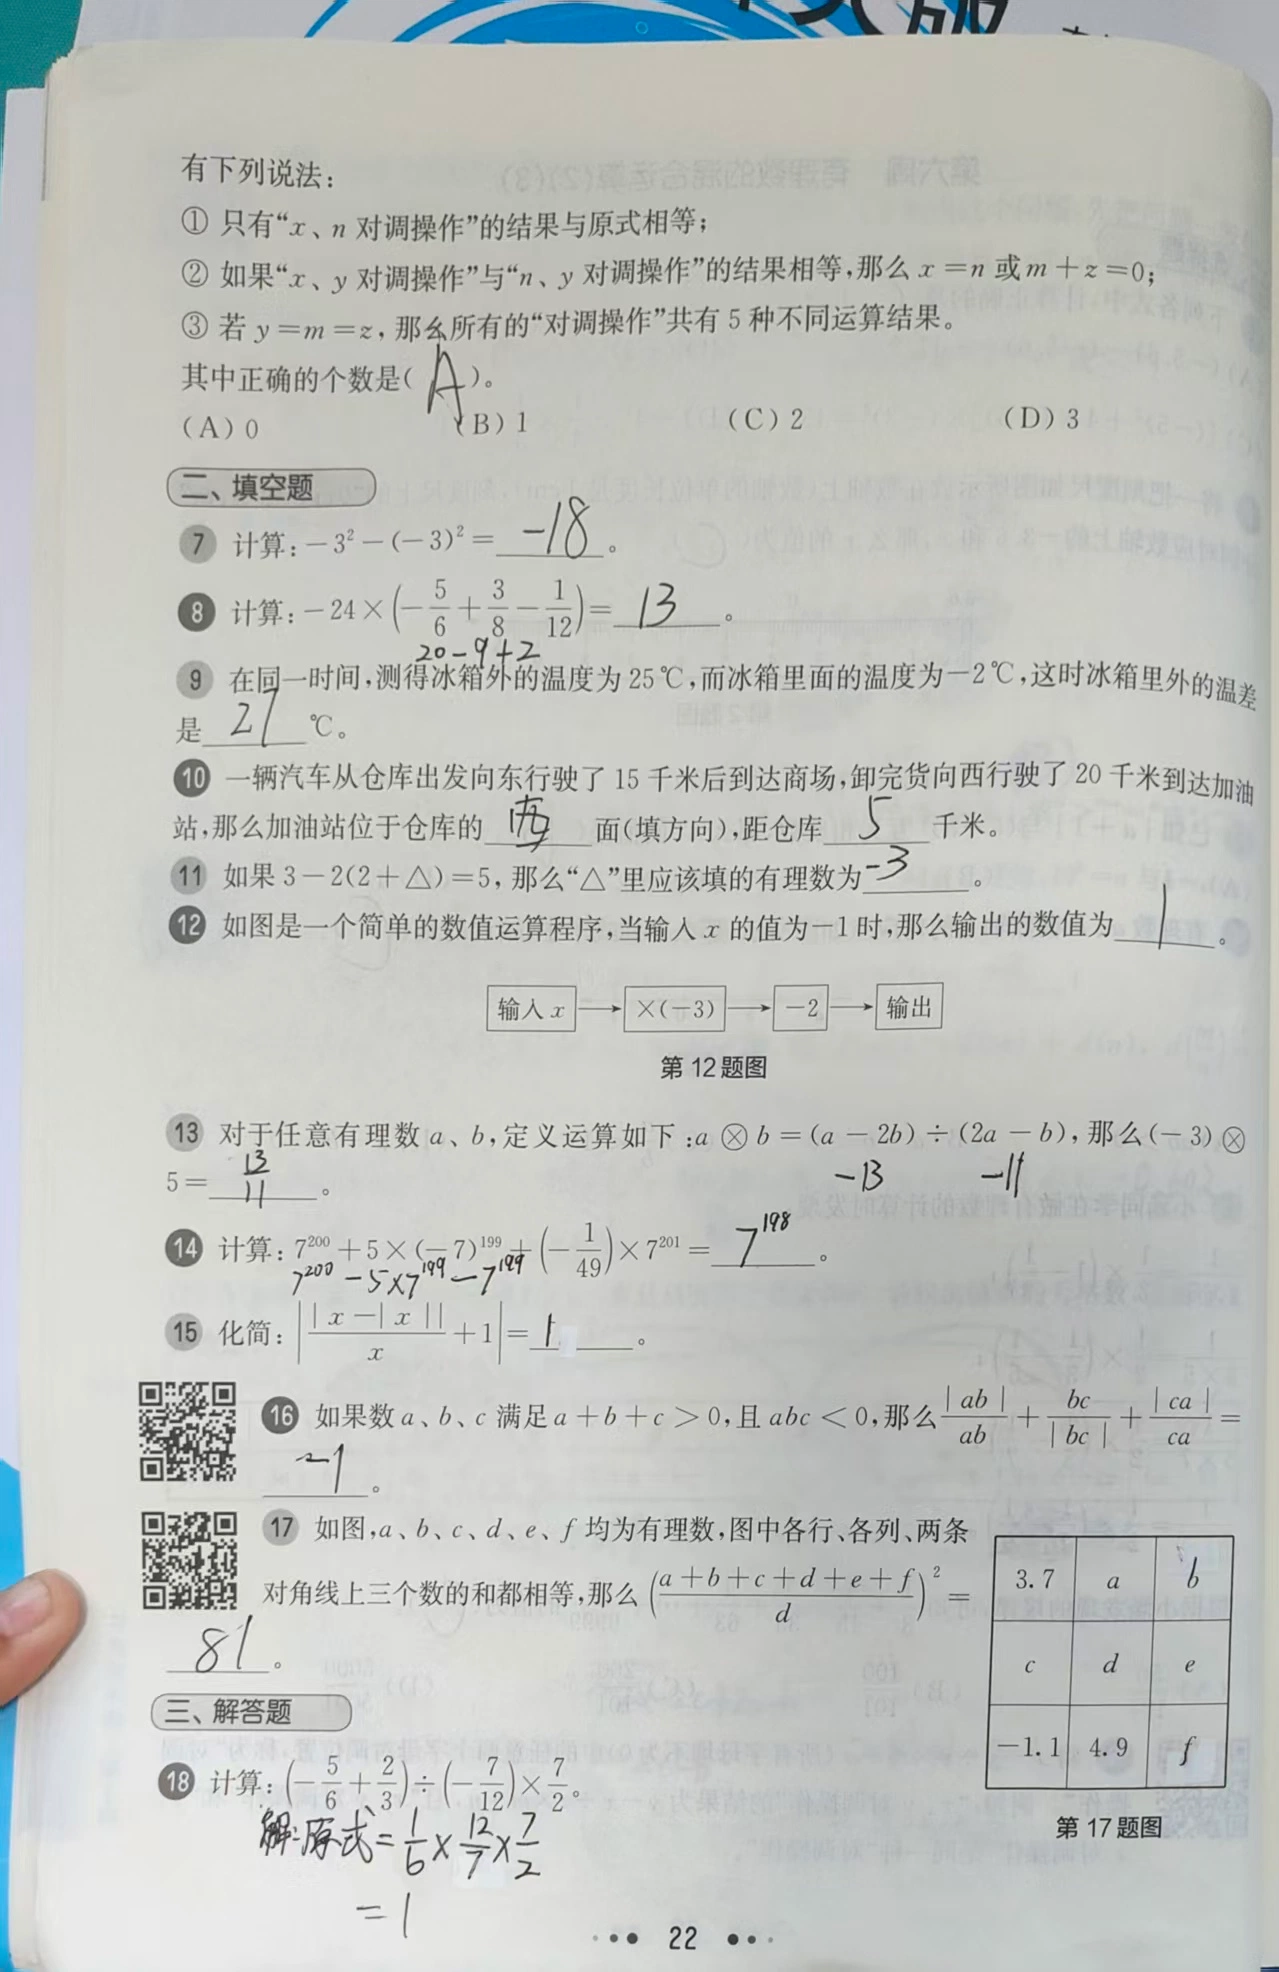 有下列说法：
① 只有“x、n 对调操作”的结果与原式相等；
② 如果“x、y 对调操作”与“n、y 对调操作”的结果相等，那么 x＝n 或 m＋z＝0；
③ 若 y＝m＝z，那么所有的“对调操作”共有 5 种不同运算结果。
其中正确的个数是( A )。
(A) 0 (B) 1 (C) 2 (D) 3
二、填空题
7 计算：－3²－(－3)²＝ -18 。
8 计算：－24×(－5/6＋3/8－1/12)＝ 13 。
20-9+2
9 在同一时间，测得冰箱外的温度为 25℃，而冰箱里面的温度为－2℃，这时冰箱里外的温差
是 27 ℃。
10 一辆汽车从仓库出发向东行驶了 15 千米后到达商场，卸完货向西行驶了 20 千米到达加油
站，那么加油站位于仓库的 西 面(填方向)，距仓库 5 千米。
11 如果 3－2(2＋△)＝5，那么“△”里应该填的有理数为 -3 。
12 如图是一个简单的数值运算程序，当输入 x 的值为－1 时，那么输出的数值为 1 。
输入 x → ×(－3) → －2 → 输出
第 12 题图
13 对于任意有理数 a、b，定义运算如下：a ⊗ b＝(a－2b)÷(2a－b)，那么(－3) ⊗
-13 -11
5＝ 13/11 。
14 计算：7²⁰⁰＋5×(－7)¹⁹⁹＋(－1/49)×7²⁰¹＝ 7¹⁹⁸ 。
7²⁰⁰-5×7¹⁹⁹-7¹⁹⁹
15 化简：| |x－|x||/x ＋1|＝ 1 。
16 如果数 a、b、c 满足 a＋b＋c＞0，且 abc＜0，那么 |ab|/ab＋bc/|bc|＋|ca|/ca＝
-1 。
17 如图，a、b、c、d、e、f 均为有理数，图中各行、各列、两条
对角线上三个数的和都相等，那么 ((a＋b＋c＋d＋e＋f)/d)²＝
81 。
3.7 a b
c d e
－1.1 4.9 f
第 17 题图
三、解答题
18 计算：(－5/6＋2/3)÷(－7/12)×7/2。
解：原式=1/6×12/7×7/2
=1
22